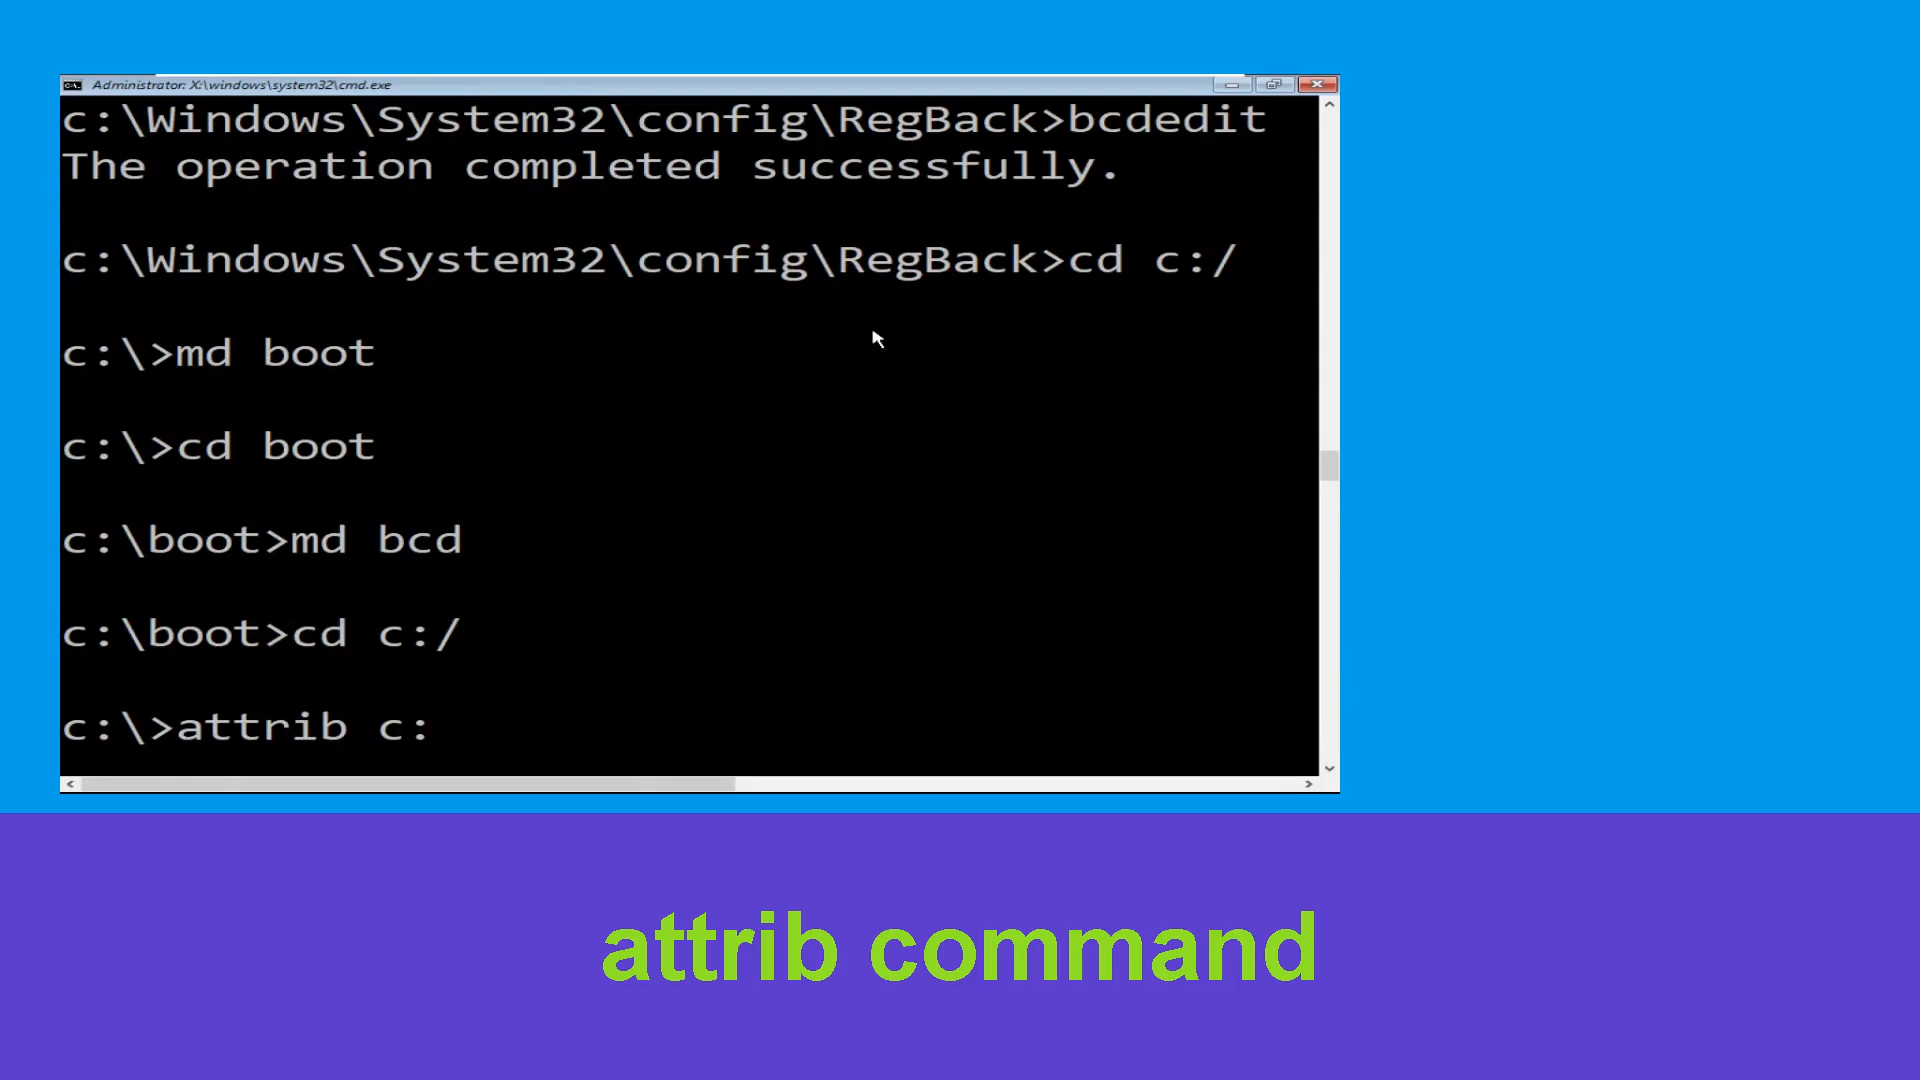 Administrator: X:\windows\system32\cmd.exe
c:\Windows\System32\config\RegBack>bcdedit
The operation completed successfully.
c:\Windows\System32\config\RegBack>cd c:/
c:\>md boot
c:\>cd boot
c:\boot>md bcd
c:\boot>cd c:/
c:\>attrib c:
attrib command